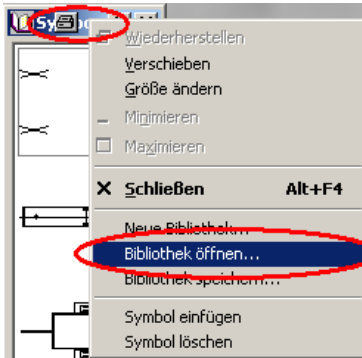 Wiederherstellen
Verschieben
Größe ändern
Minimieren
Maximieren
Schließen Alt+F4
Neue Bibliothek...
Bibliothek öffnen...
Bibliothek speichern...
Symbol einfügen
Symbol löschen